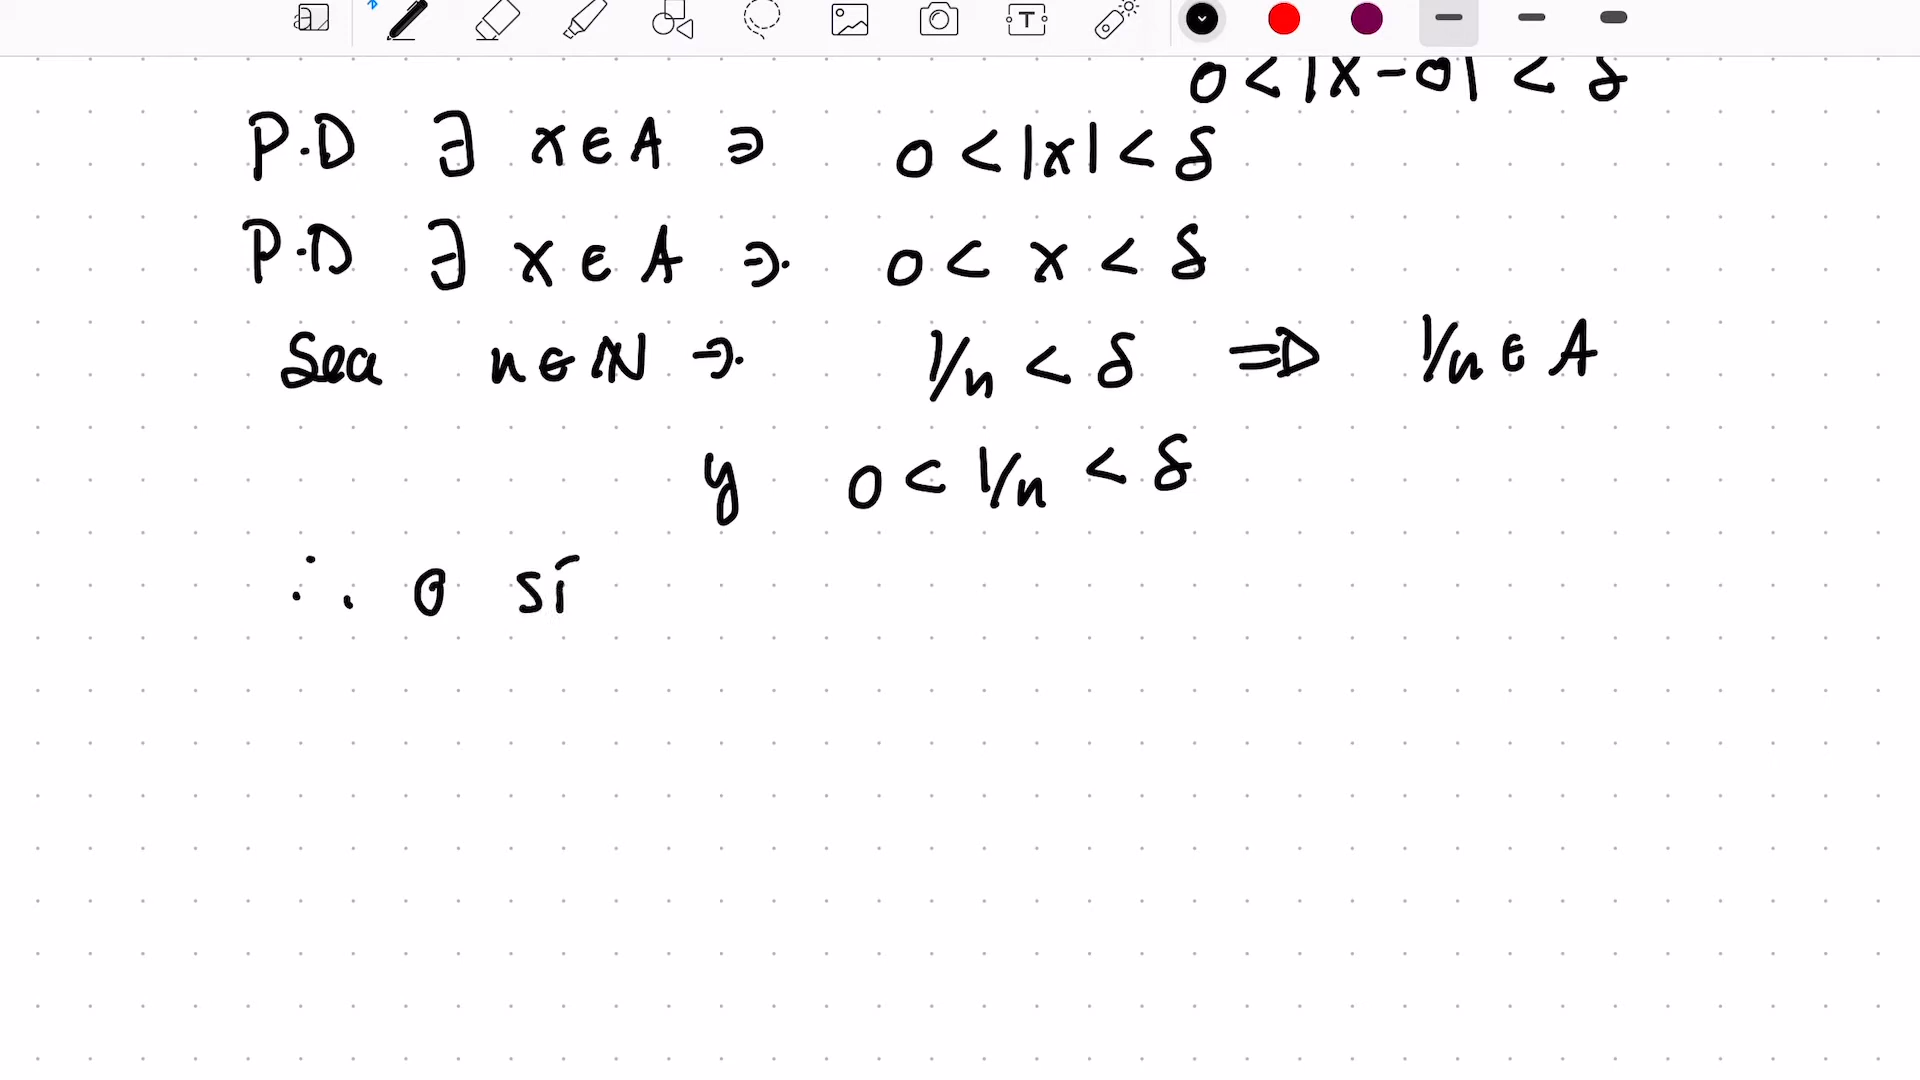 0 < |x - 0| < δ
P.D ∃ x ∈ A ∋ 0 < |x| < δ
P.D ∃ x ∈ A ∋. 0 < x < δ
Sea n ∈ ℕ ∋. 1/n < δ ⇒ 1/n ∈ A
y 0 < 1/n < δ
∴ 0 sí